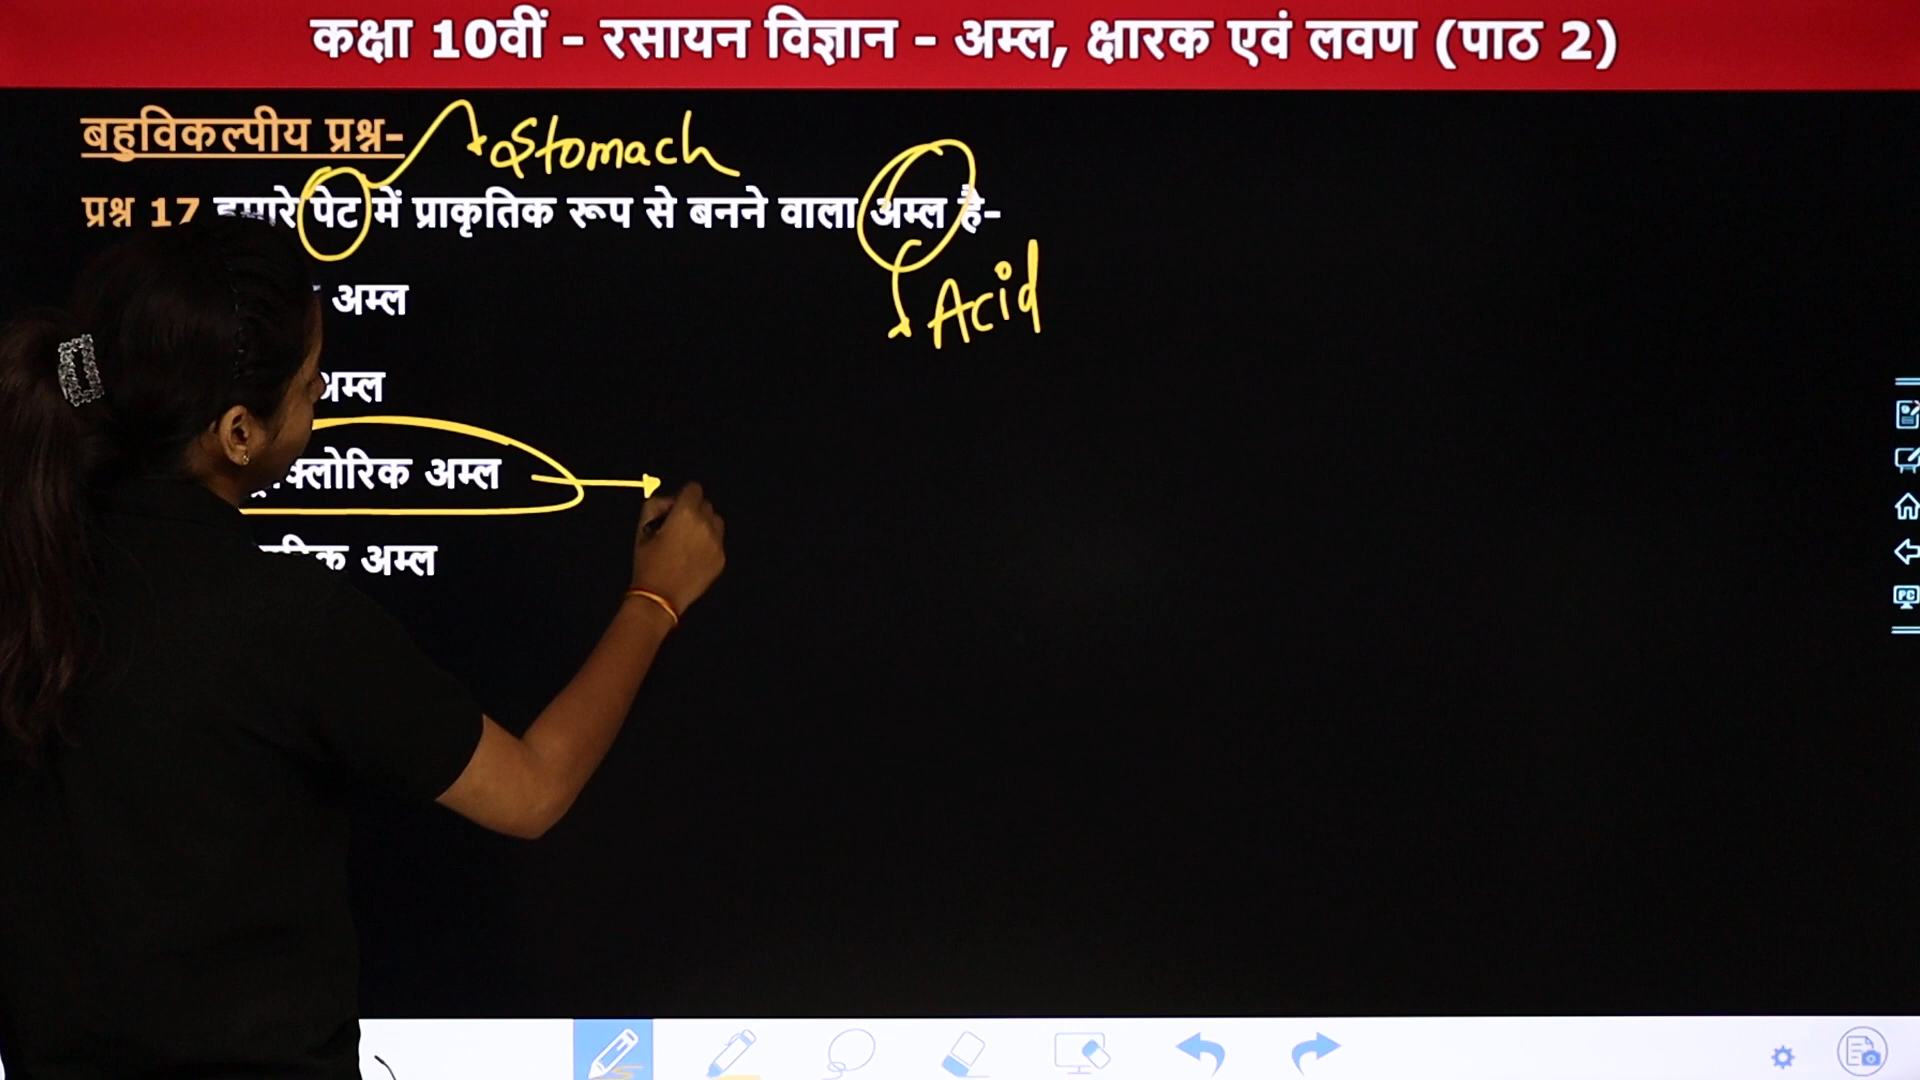 कक्षा 10वीं - रसायन विज्ञान - अम्ल, क्षारक एवं लवण (पाठ 2)
बहुविकल्पीय प्रश्न-
Stomach
प्रश्न 17 हमारे पेट में प्राकृतिक रूप से बनने वाला अम्ल है-
Acid
अम्ल
अम्ल
क्लोरिक अम्ल
अम्ल
PC